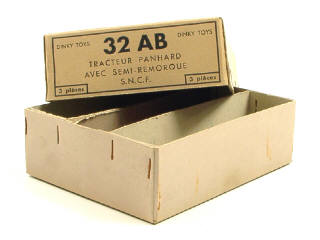 DINKY TOYS 32 AB DINKY TOYS
TRACTEUR PANHARD
AVEC SEMI-REMORQUE
S.N.C.F.
3 pièces 3 pièces